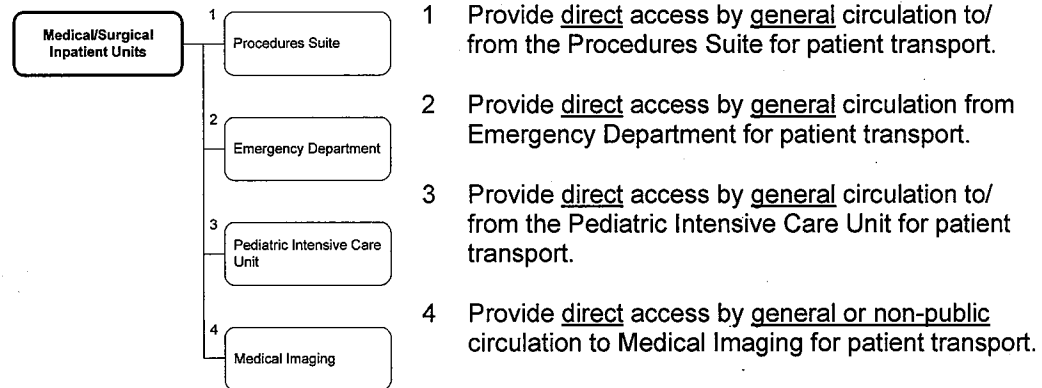 Medical/Surgical
Inpatient Units
1
Procedures Suite
2
Emergency Department
3
Pediatric Intensive Care
Unit
4
Medical Imaging
1 Provide direct access by general circulation to/
from the Procedures Suite for patient transport.
2 Provide direct access by general circulation from
Emergency Department for patient transport.
3 Provide direct access by general circulation to/
from the Pediatric Intensive Care Unit for patient
transport.
4 Provide direct access by general or non-public
circulation to Medical Imaging for patient transport.